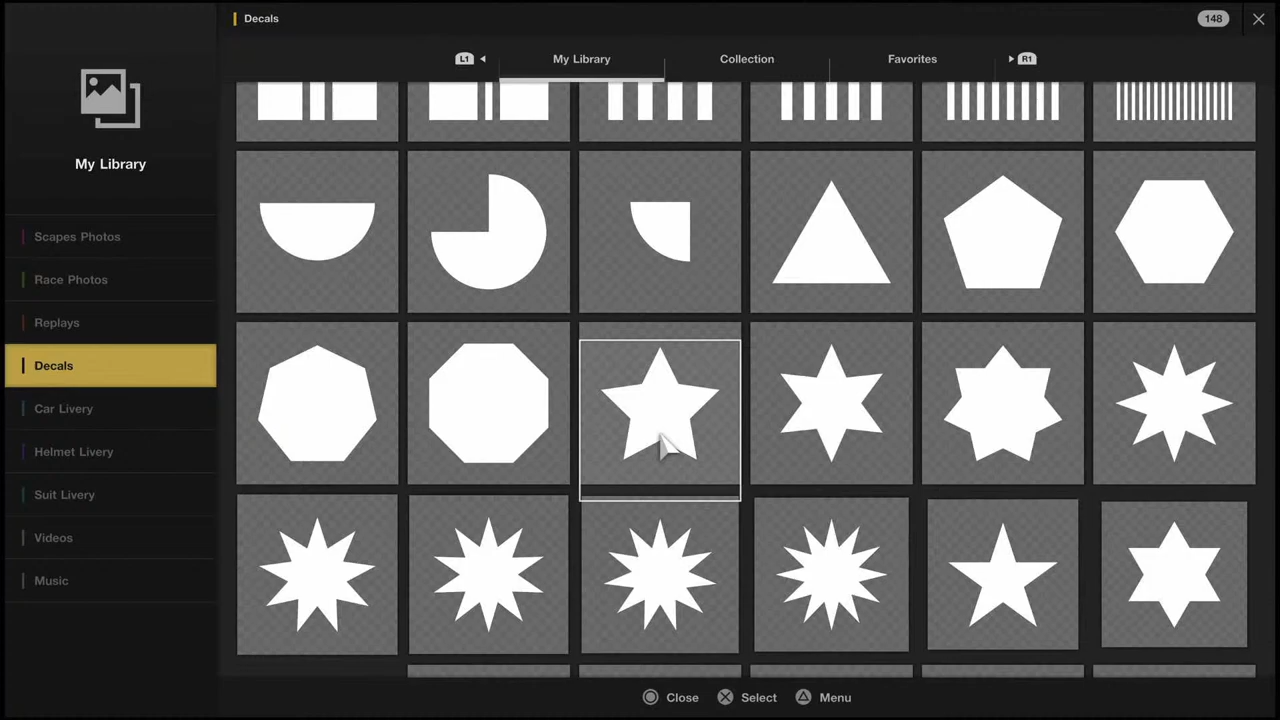 Decals
148
L1
My Library
Collection
Favorites
R1
My Library
Scapes Photos
Race Photos
Replays
Decals
Car Livery
Helmet Livery
Suit Livery
Videos
Music
Close
Select
Menu